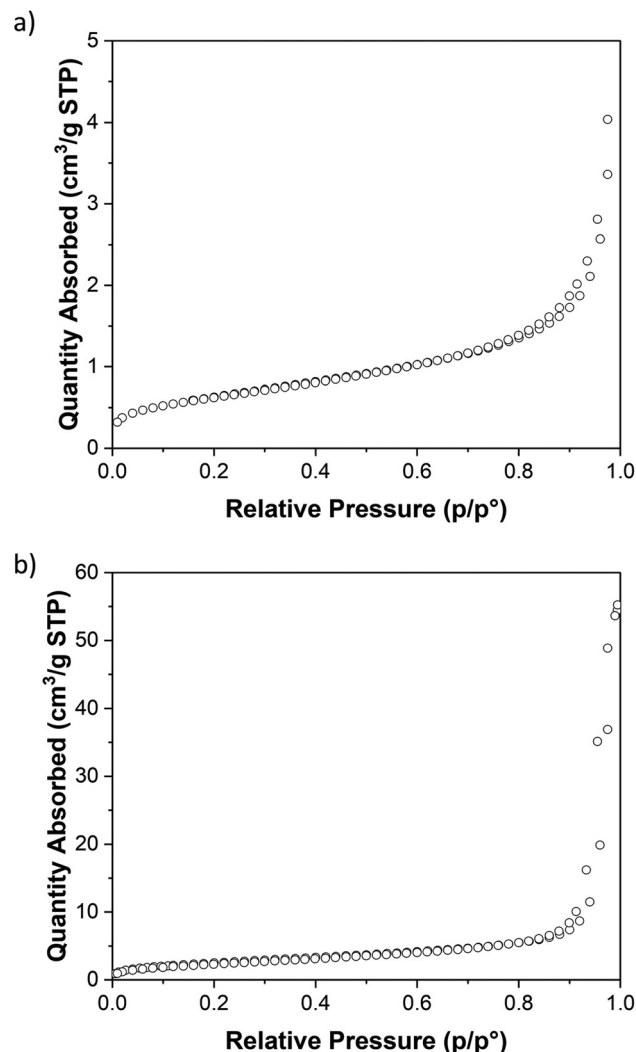 a)
5
4
3
2
1
0
Quantity Absorbed (cm³/g STP)
0.0 0.2 0.4 0.6 0.8 1.0
Relative Pressure (p/p°)
b)
60
50
40
30
20
10
0
Quantity Absorbed (cm³/g STP)
0.0 0.2 0.4 0.6 0.8 1.0
Relative Pressure (p/p°)